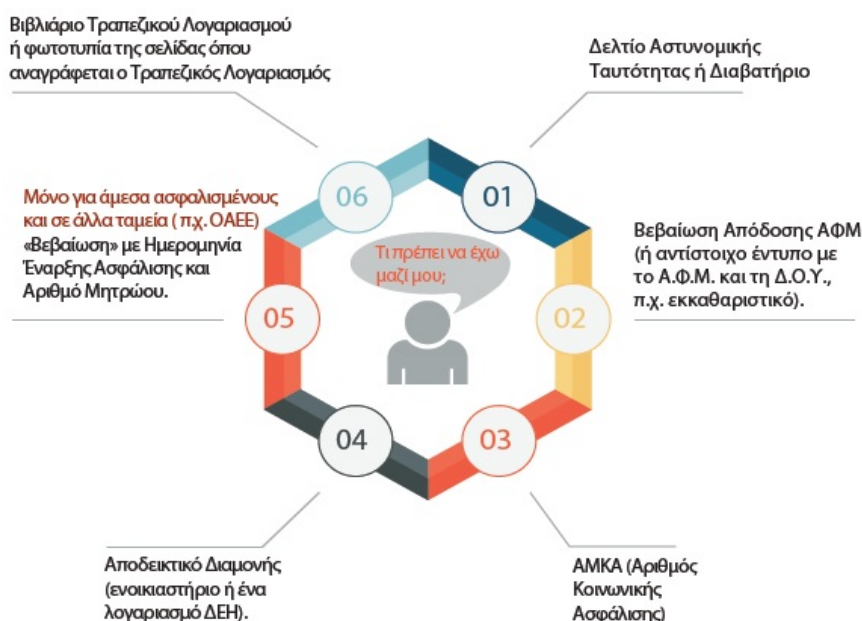 Τι πρέπει να έχω
μαζί μου;
01
Δελτίο Αστυνομικής
Ταυτότητας ή Διαβατήριο
02
Βεβαίωση Απόδοσης ΑΦΜ
(ή αντίστοιχο έντυπο με
το Α.Φ.Μ. και τη Δ.Ο.Υ.,
π.χ. εκκαθαριστικό).
03
ΑΜΚΑ (Αριθμός
Κοινωνικής
Ασφάλισης)
04
Αποδεικτικό Διαμονής
(ενοικιαστήριο ή ένα
λογαριασμό ΔΕΗ).
05
Μόνο για άμεσα ασφαλισμένους
και σε άλλα ταμεία ( π.χ. ΟΑΕΕ)
«Βεβαίωση» με Ημερομηνία
Έναρξης Ασφάλισης και
Αριθμό Μητρώου.
06
Βιβλιάριο Τραπεζικού Λογαριασμού
ή φωτοτυπία της σελίδας όπου
αναγράφεται ο Τραπεζικός Λογαριασμός